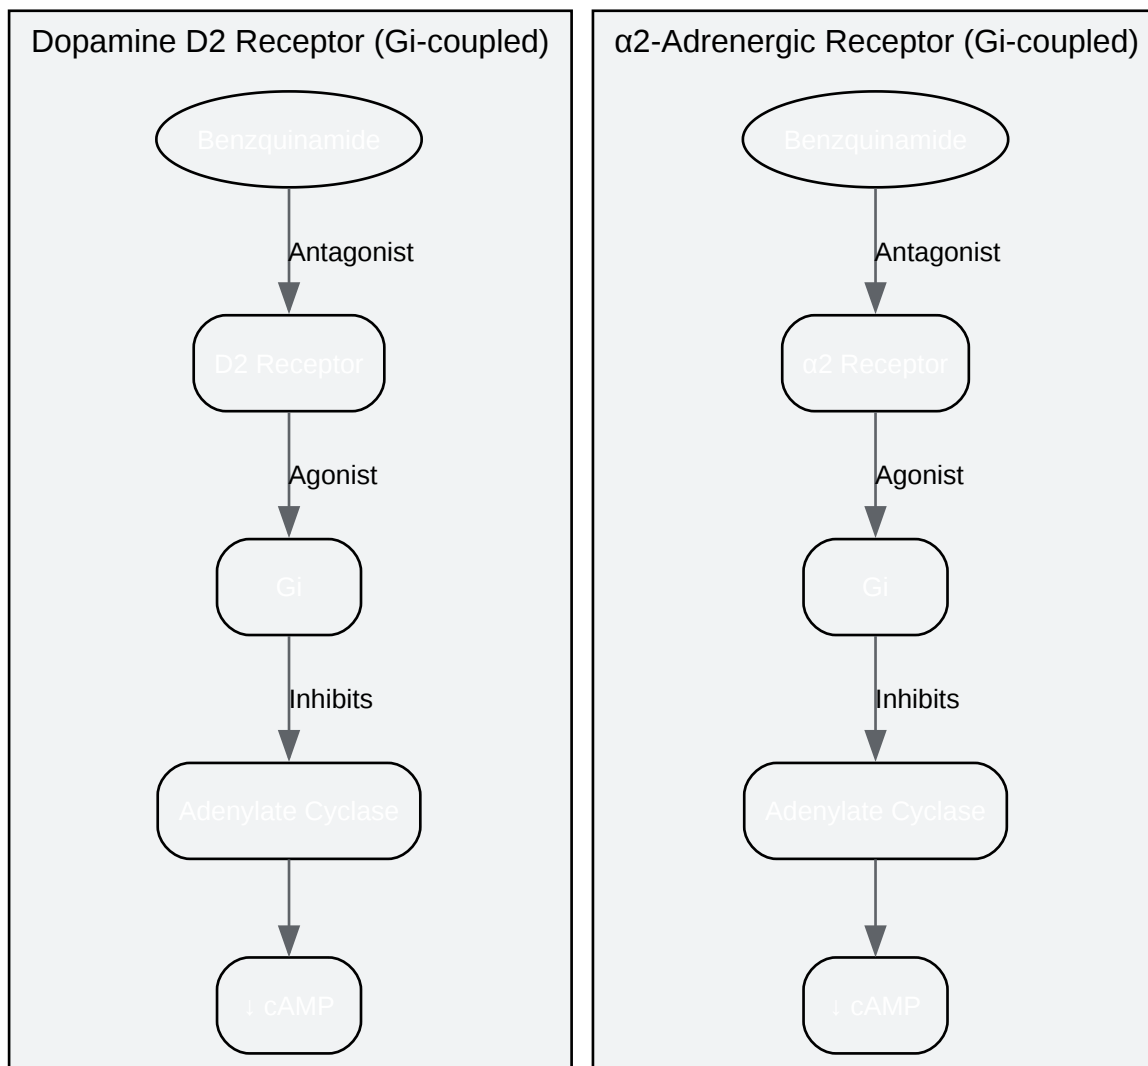 Dopamine D2 Receptor (Gi-coupled)
Benzquinamide
Antagonist
D2 Receptor
Agonist
Gi
Inhibits
Adenylate Cyclase
↓ cAMP
α2-Adrenergic Receptor (Gi-coupled)
Benzquinamide
Antagonist
α2 Receptor
Agonist
Gi
Inhibits
Adenylate Cyclase
↓ cAMP